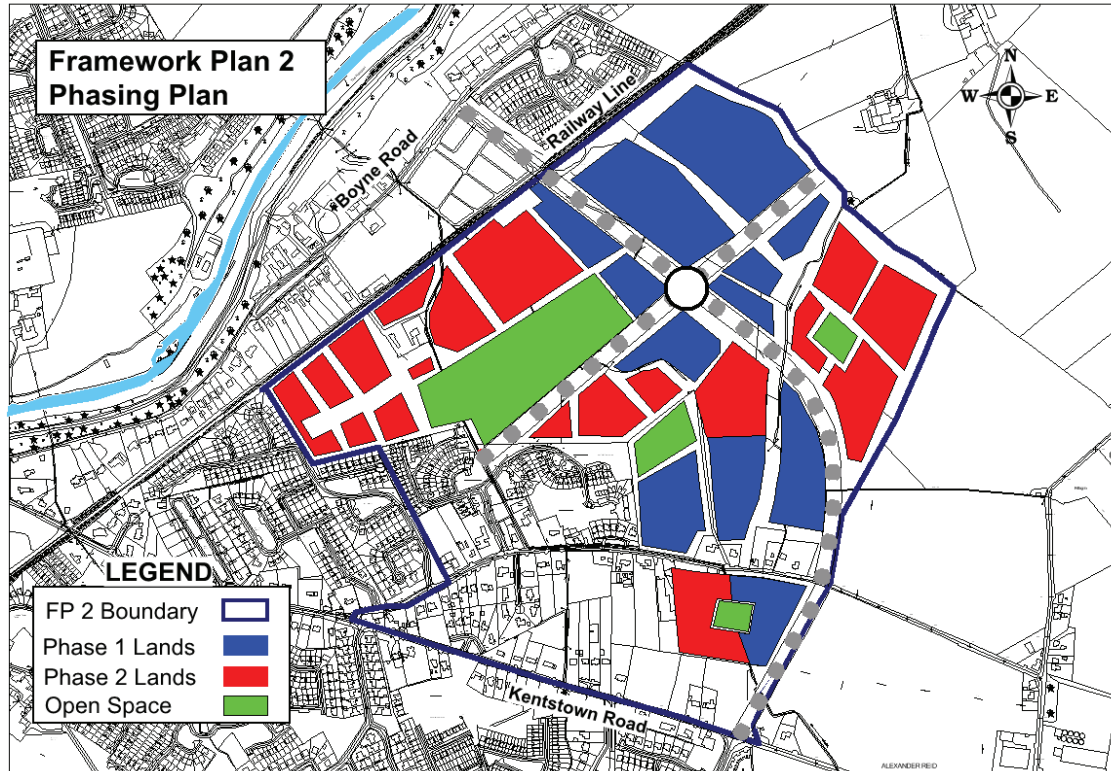 Framework Plan 2
Phasing Plan
N
W
E
S
Railway Line
Boyne Road
LEGEND
FP 2 Boundary
Phase 1 Lands
Phase 2 Lands
Open Space
Kentstown Road
ALEXANDER REID